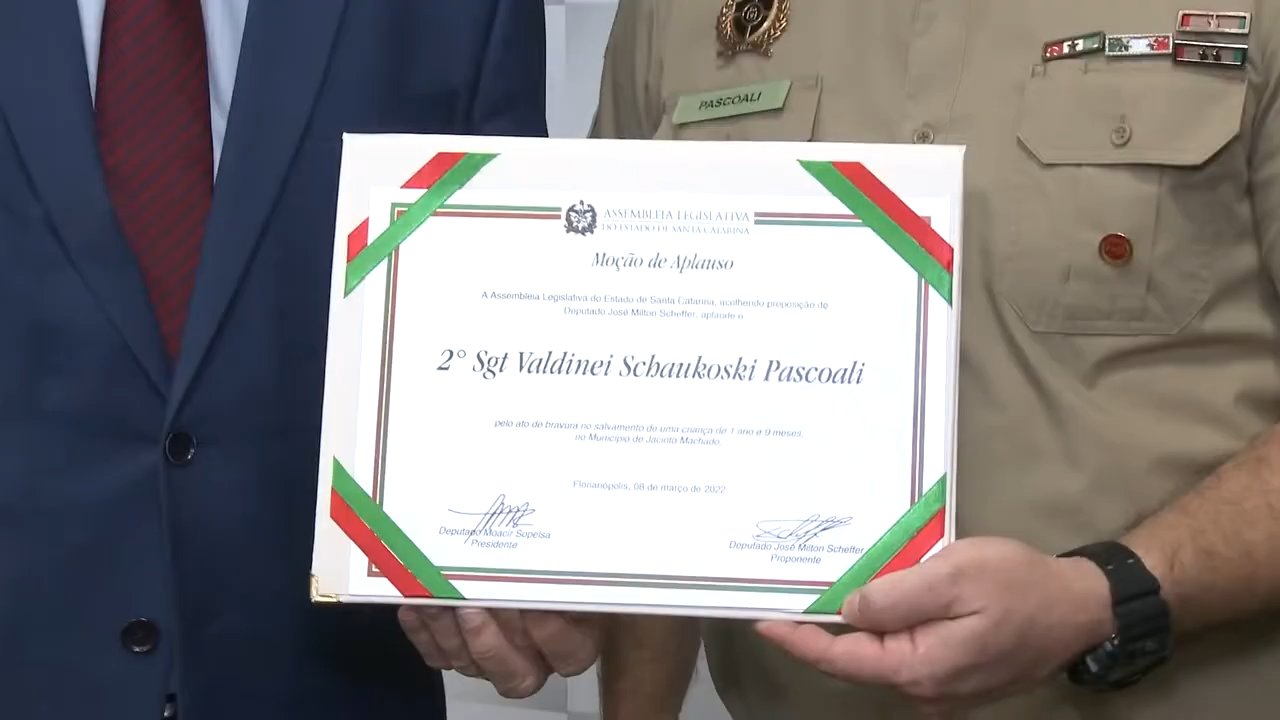 PASCOALI
ASSEMBLEIA LEGISLATIVA
DO ESTADO DE SANTA CATARINA
Moção de Aplauso
A Assembleia Legislativa do Estado de Santa Catarina, acolhendo proposição do
Deputado José Milton Scheffer, aplaude o
2° Sgt Valdinei Schaukoski Pascoali
pelo ato de bravura no salvamento de uma criança de 1 ano e 9 meses,
no Município de Jacinto Machado.
Florianópolis, 08 de março de 2022
Deputado Moacir Sopelsa
Presidente
Deputado José Milton Scheffer
Proponente